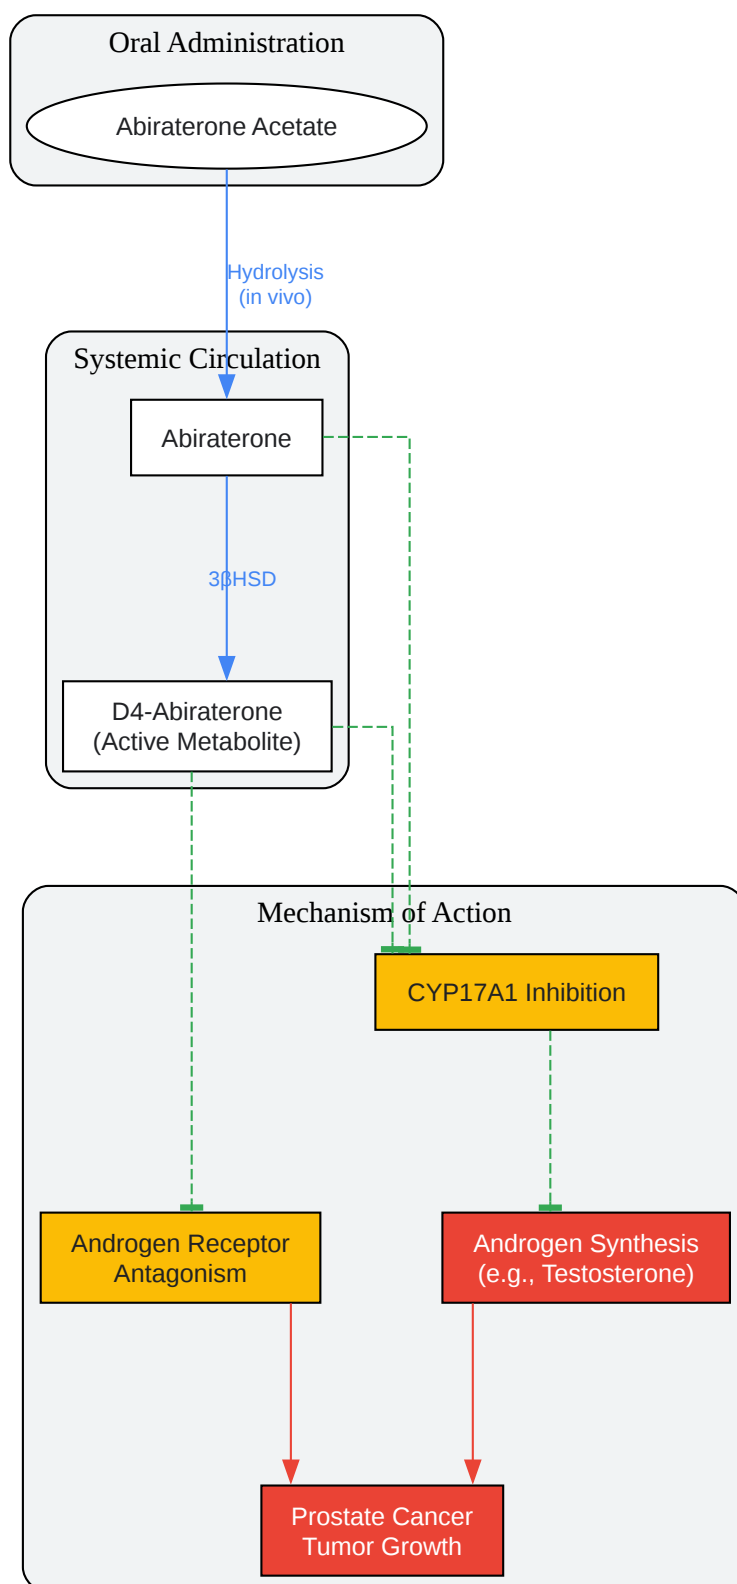 Oral Administration
Abiraterone Acetate
Hydrolysis
(in vivo)
Systemic Circulation
Abiraterone
3βHSD
D4-Abiraterone
(Active Metabolite)
Mechanism of Action
CYP17A1 Inhibition
Androgen Receptor
Antagonism
Androgen Synthesis
(e.g., Testosterone)
Prostate Cancer
Tumor Growth